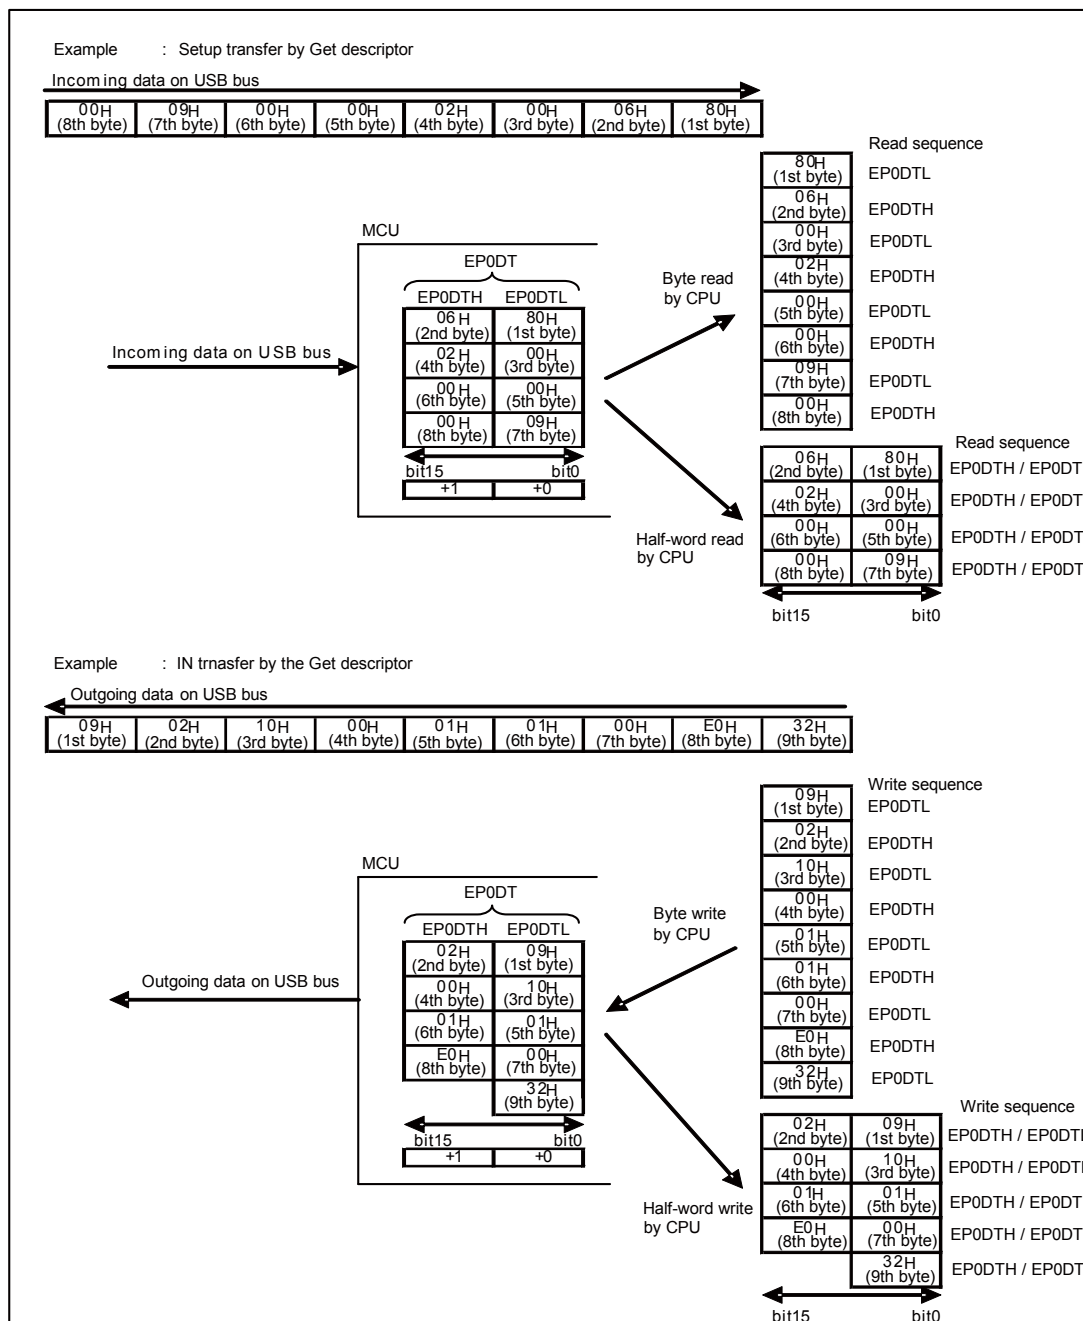 Example : Setup transfer by Get descriptor
Incoming data on USB bus
00H 09H 00H 00H 02H 00H 06H 80H
(8th byte) (7th byte) (6th byte) (5th byte) (4th byte) (3rd byte) (2nd byte) (1st byte)
Read sequence
80H
(1st byte) EP0DTL
06H
(2nd byte) EP0DTH
00H
(3rd byte) EP0DTL
02H
(4th byte) EP0DTH
00H
(5th byte) EP0DTL
00H
(6th byte) EP0DTH
09H
(7th byte) EP0DTL
00H
(8th byte) EP0DTH
MCU
EP0DT
EP0DTH EP0DTL
06H 80H
(2nd byte) (1st byte)
02H 00H
(4th byte) (3rd byte)
00H 00H
(6th byte) (5th byte)
00H 09H
(8th byte) (7th byte)
bit15 bit0
+1 +0
Incoming data on USB bus
Byte read
by CPU
Half-word read
by CPU
Read sequence
06H 80H
(2nd byte) (1st byte) EP0DTH / EP0DT
02H 00H
(4th byte) (3rd byte) EP0DTH / EP0DT
00H 00H
(6th byte) (5th byte) EP0DTH / EP0DT
00H 09H
(8th byte) (7th byte) EP0DTH / EP0DT
bit15 bit0
Example : IN trnasfer by the Get descriptor
Outgoing data on USB bus
09H 02H 10H 00H 01H 01H 00H E0H 32H
(1st byte) (2nd byte) (3rd byte) (4th byte) (5th byte) (6th byte) (7th byte) (8th byte) (9th byte)
Write sequence
09H
(1st byte) EP0DTL
02H
(2nd byte) EP0DTH
10H
(3rd byte) EP0DTL
00H
(4th byte) EP0DTH
01H
(5th byte) EP0DTL
01H
(6th byte) EP0DTH
00H
(7th byte) EP0DTL
E0H
(8th byte) EP0DTH
32H
(9th byte) EP0DTL
MCU
EP0DT
EP0DTH EP0DTL
02H 09H
(2nd byte) (1st byte)
00H 10H
(4th byte) (3rd byte)
01H 01H
(6th byte) (5th byte)
E0H 00H
(8th byte) (7th byte)
32H
(9th byte)
bit15 bit0
+1 +0
Outgoing data on USB bus
Byte write
by CPU
Half-word write
by CPU
Write sequence
02H 09H
(2nd byte) (1st byte) EP0DTH / EP0DTL
00H 10H
(4th byte) (3rd byte) EP0DTH / EP0DTL
01H 01H
(6th byte) (5th byte) EP0DTH / EP0DT
E0H 00H
(8th byte) (7th byte) EP0DTH / EP0DT
32H
(9th byte) EP0DTH / EP0DT
bit15 bit0